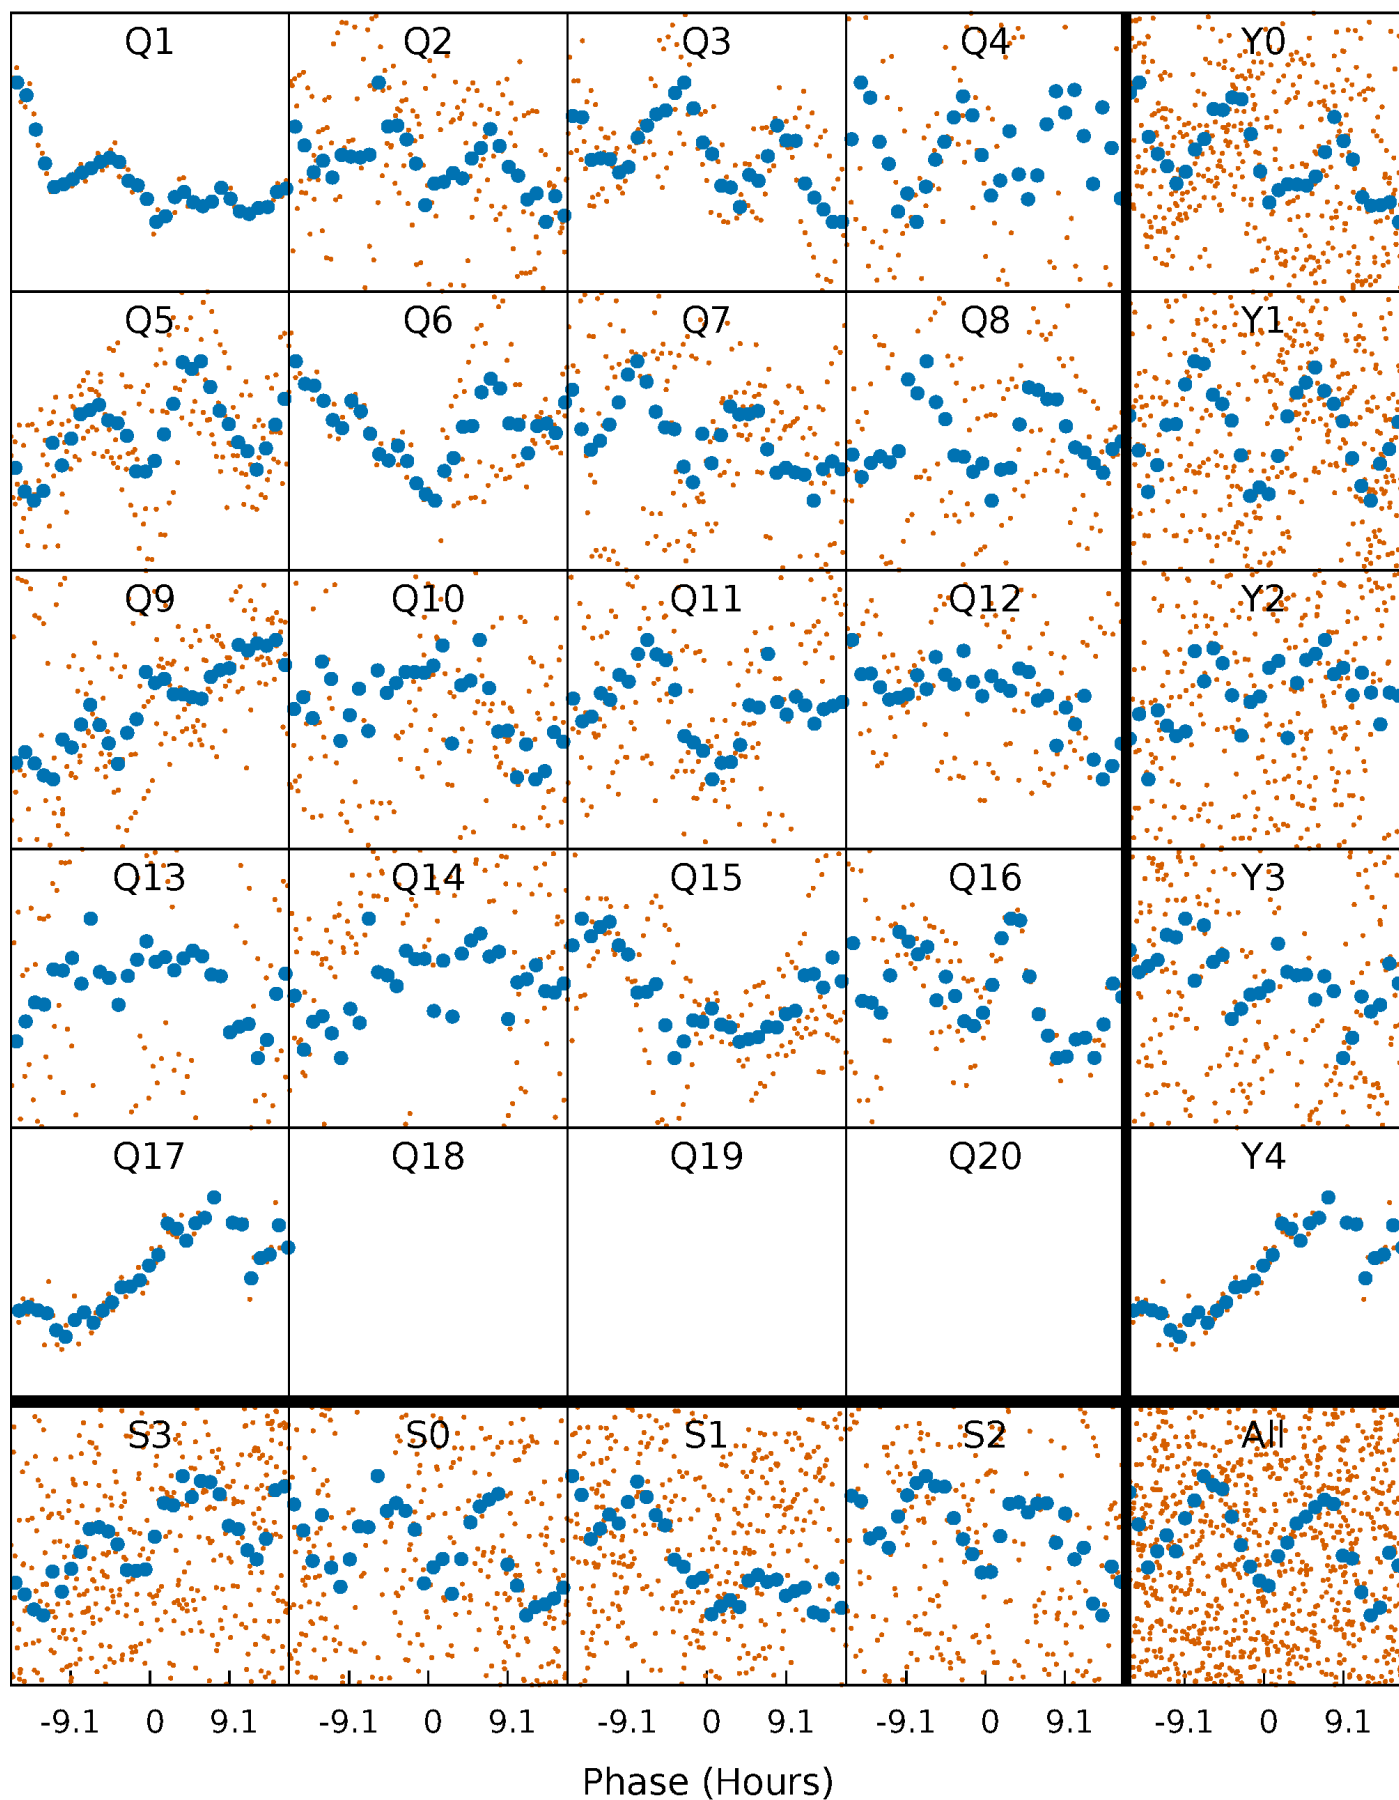 Q1 Q2 Q3 Q4 Y0
Q5 Q6 Q7 Q8 Y1
Q9 Q10 Q11 Q12 Y2
Q13 Q14 Q15 Q16 Y3
Q17 Q18 Q19 Q20 Y4
S3 S0 S1 S2 All
-9.1 0 9.1 -9.1 0 9.1 -9.1 0 9.1 -9.1 0 9.1 -9.1 0 9.1
Phase (Hours)